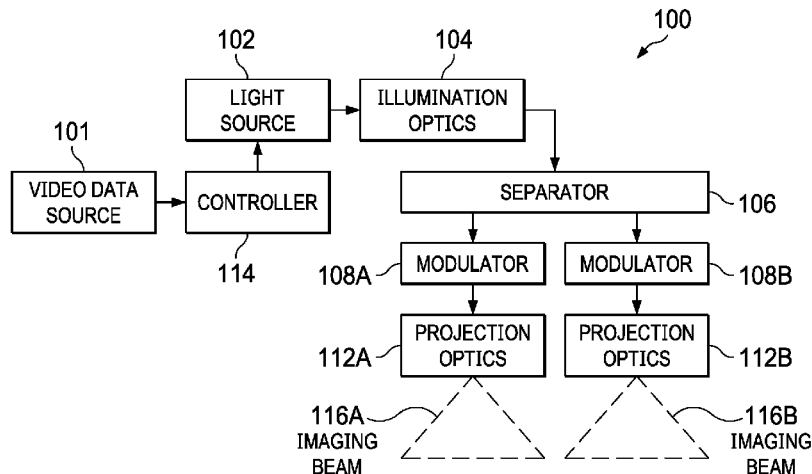 100
102
104
LIGHT
SOURCE
ILLUMINATION
OPTICS
101
VIDEO DATA
SOURCE
CONTROLLER
114
SEPARATOR
106
MODULATOR
108A
MODULATOR
108B
PROJECTION
OPTICS
112A
PROJECTION
OPTICS
112B
116A
IMAGING
BEAM
116B
IMAGING
BEAM